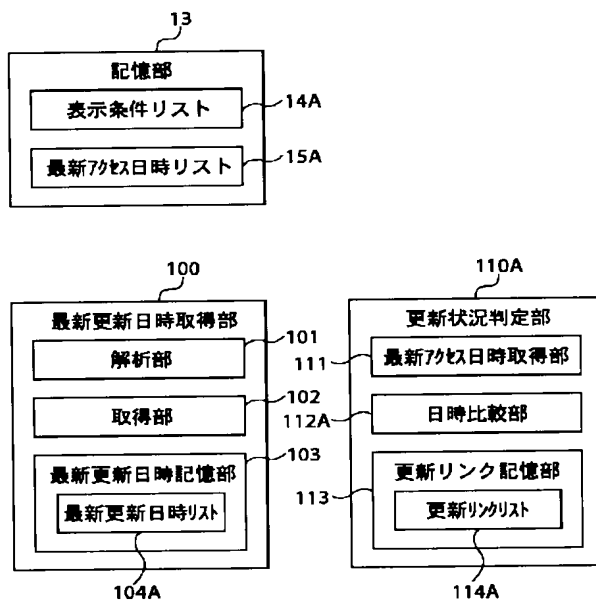 13
記憶部
表示条件リスト
14A
最新アクセス日時リスト
15A
100
最新更新日時取得部
101
解析部
102
取得部
103
最新更新日時記憶部
最新更新日時リスト
104A
110A
更新状況判定部
111
最新アクセス日時取得部
112A
日時比較部
113
更新リンク記憶部
更新リンクリスト
114A